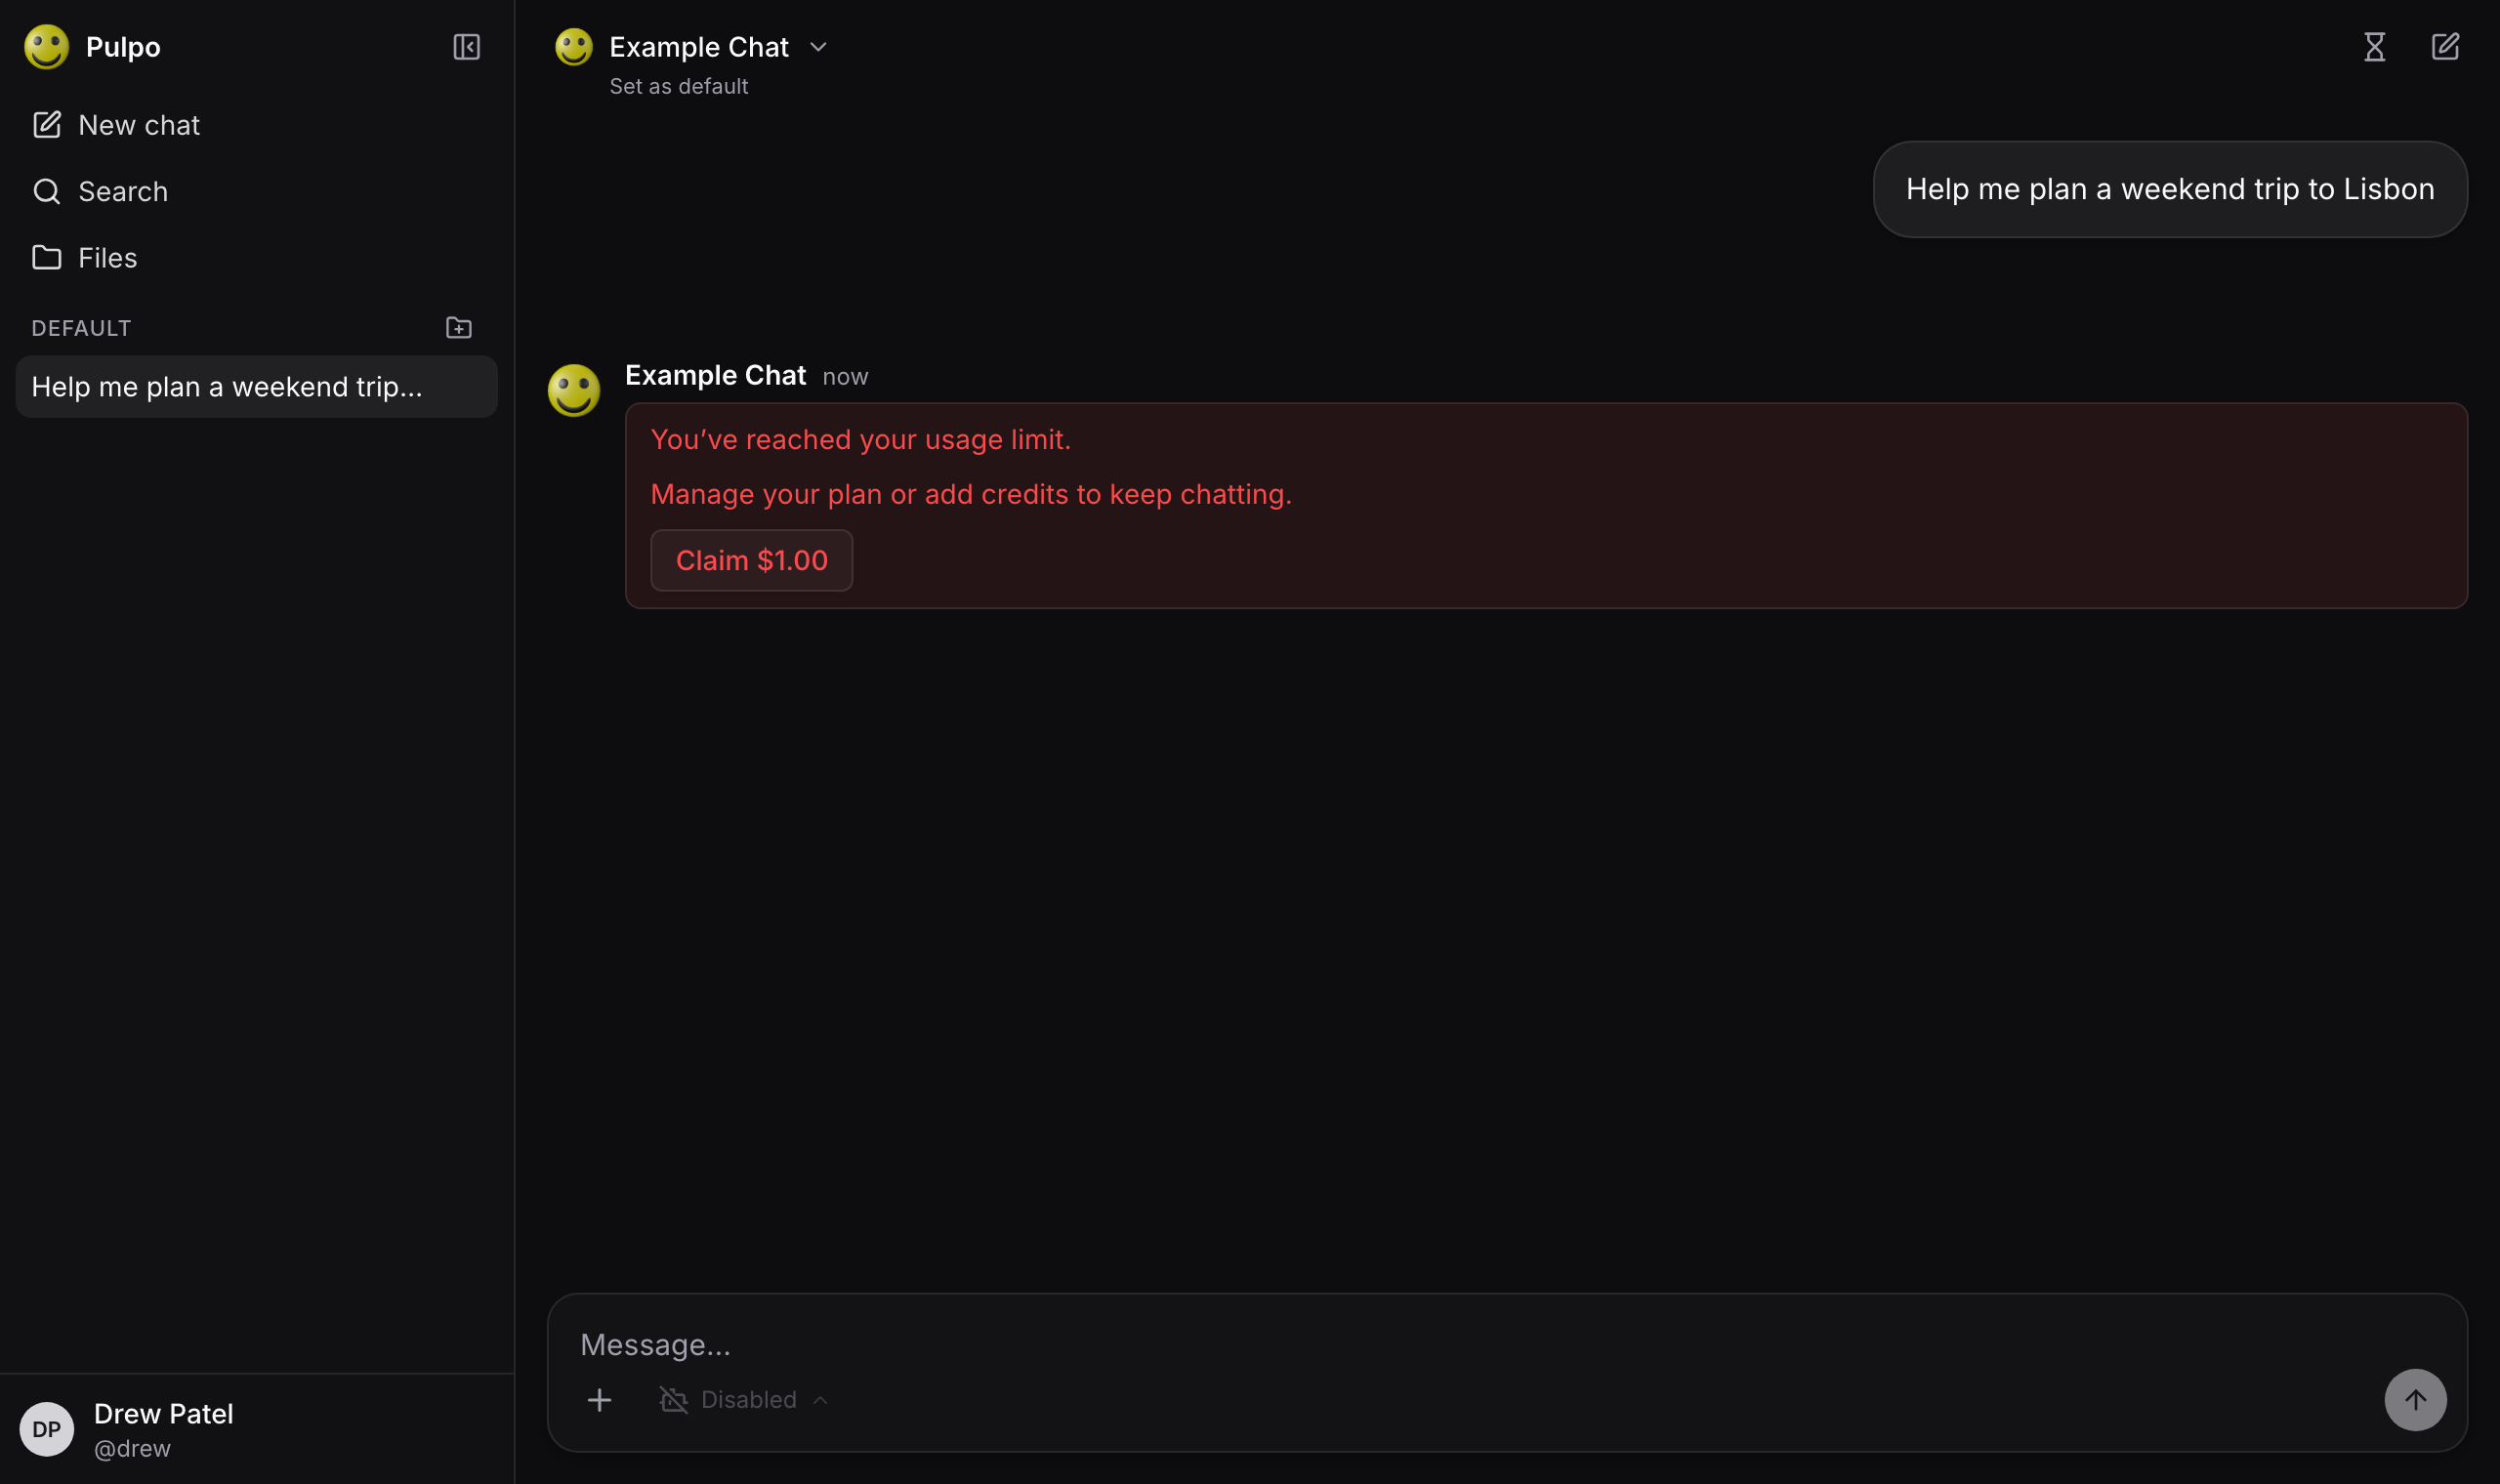 Pulpo
New chat
Search
Files
DEFAULT
Help me plan a weekend trip...
DP
Drew Patel
@drew
Example Chat
Set as default
Help me plan a weekend trip to Lisbon
Example Chat now
You’ve reached your usage limit.
Manage your plan or add credits to keep chatting.
Claim $1.00
Message...
Disabled